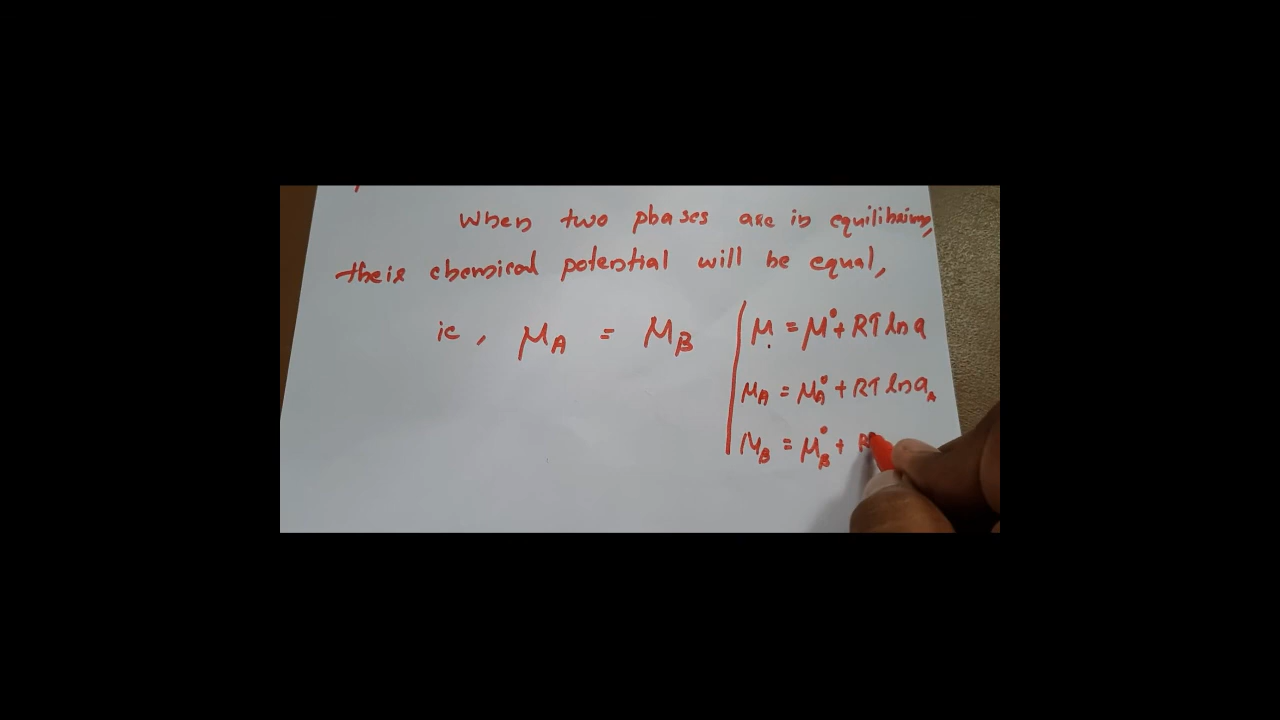 When two phases are in equilibrium,
their chemical potential will be equal,
ie, μA = μB
μ = μ° + RT ln a
μA = μA° + RT ln aA
μB = μB° + R